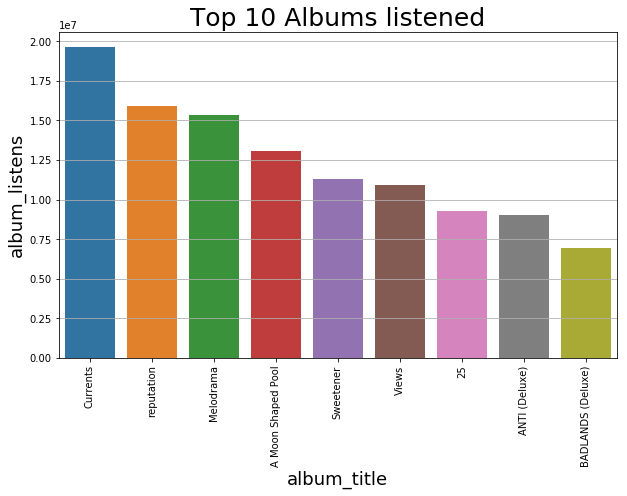 Top 10 Albums listened
1e7
2.00
1.75
1.50
1.25
1.00
0.75
0.50
0.25
0.00
album_listens
Currents
reputation
Melodrama
A Moon Shaped Pool
Sweetener
Views
25
ANTI (Deluxe)
BADLANDS (Deluxe)
album_title